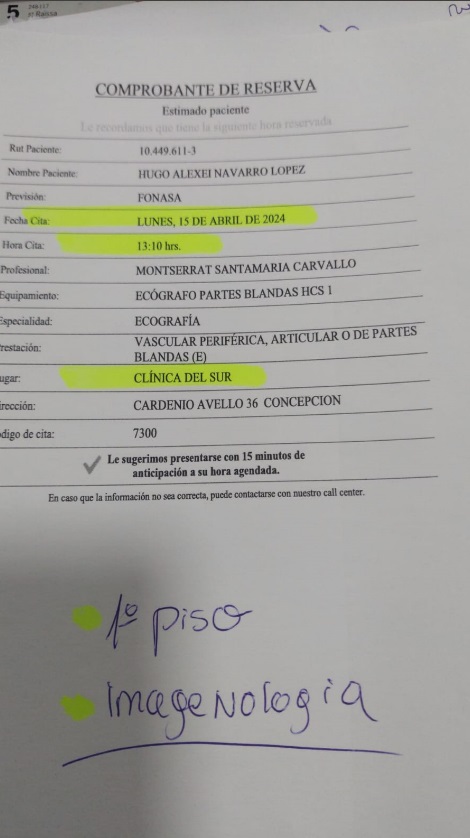 5
COMPROBANTE DE RESERVA
Estimado paciente
Le recordamos que tiene la siguiente hora reservada
Rut Paciente: 10.449.611-3
Nombre Paciente: HUGO ALEXEI NAVARRO LOPEZ
Previsión: FONASA
Fecha Cita: LUNES, 15 DE ABRIL DE 2024
Hora Cita: 13:10 hrs.
Profesional: MONTSERRAT SANTAMARIA CARVALLO
Equipamiento: ECÓGRAFO PARTES BLANDAS HCS 1
Especialidad: ECOGRAFÍA
restación: VASCULAR PERIFÉRICA, ARTICULAR O DE PARTES
BLANDAS (E)
ugar: CLÍNICA DEL SUR
irección: CARDENIO AVELLO 36 CONCEPCION
digo de cita: 7300
Le sugerimos presentarse con 15 minutos de
anticipación a su hora agendada.
En caso que la información no sea correcta, puede contactarse con nuestro call center.
1º piso
Imagenologia